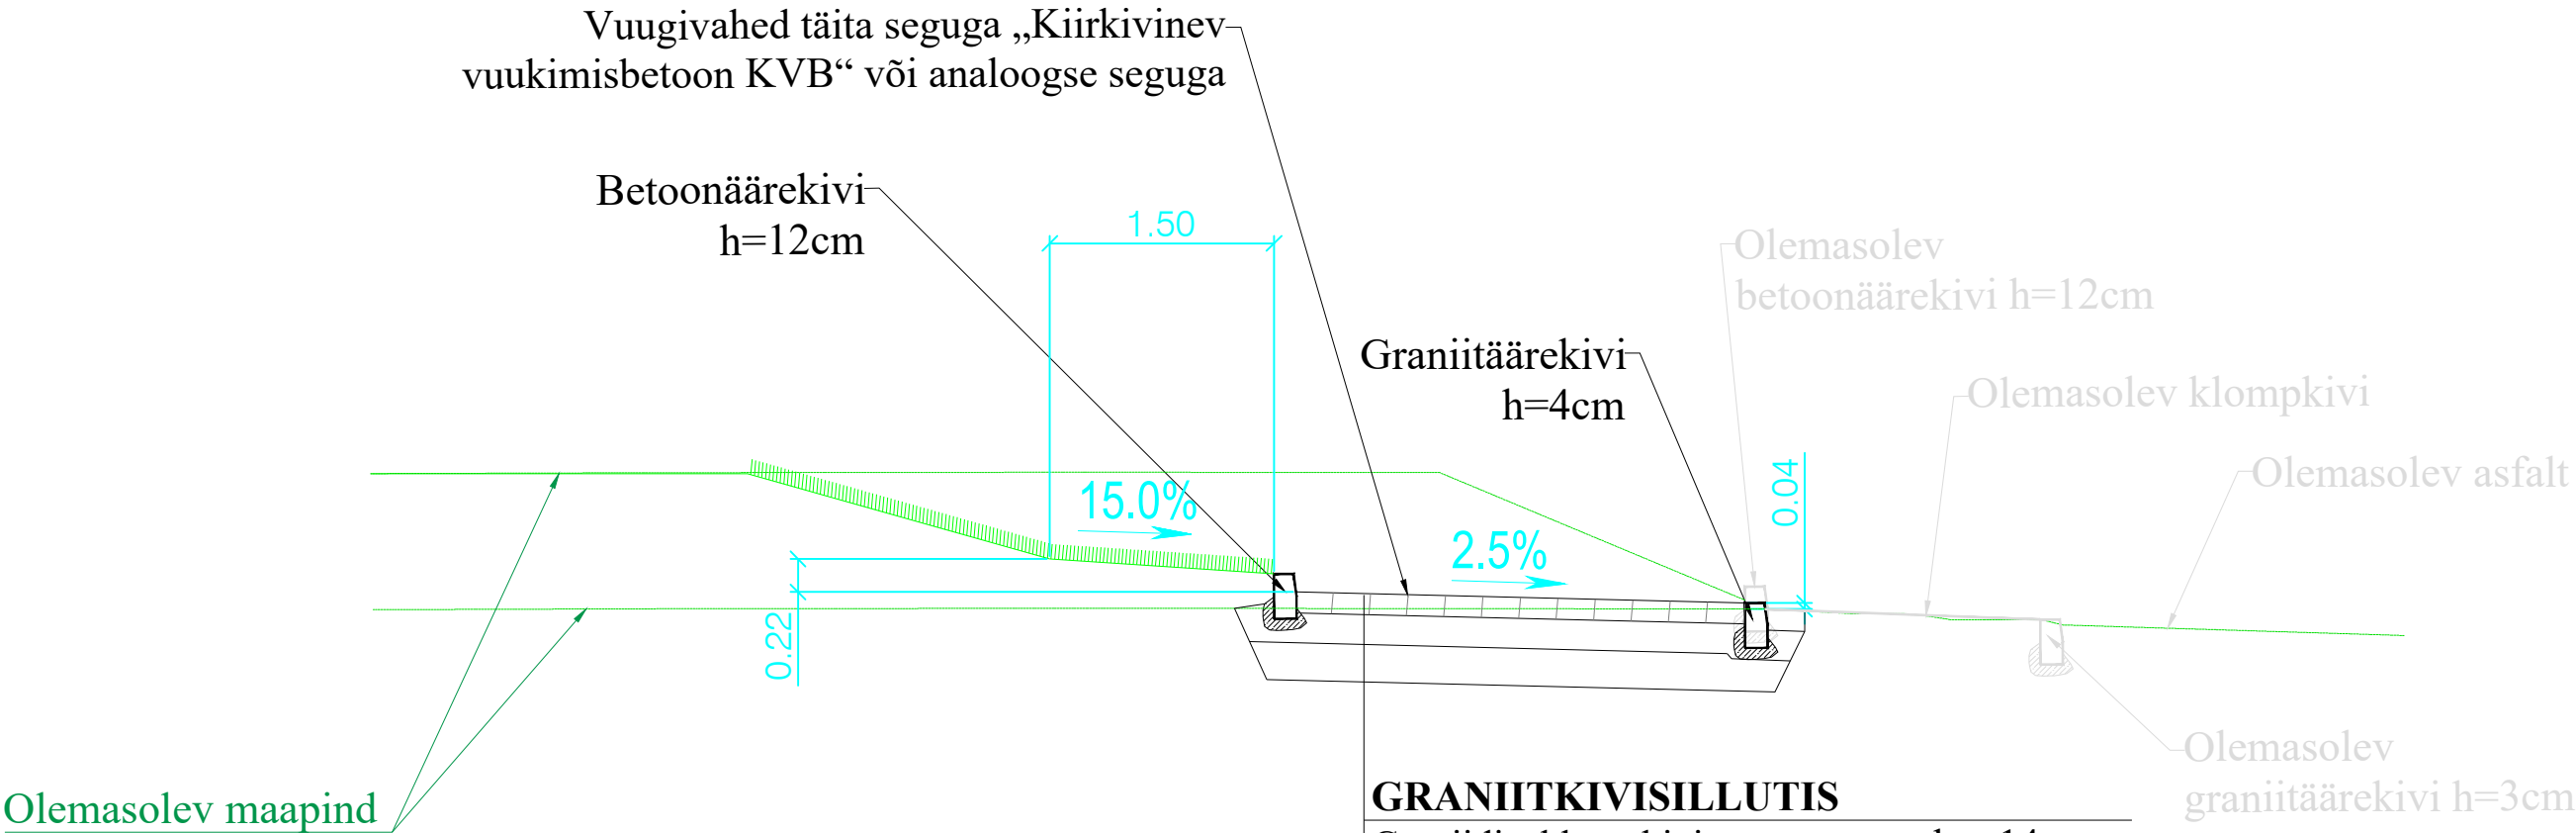 Vuugivahed täita seguga „Kiirkivinev
vuukimisbetoon KVB“ või analoogse seguga
Betoonäärekivi
h=12cm
1.50
Olemasolev
betoonäärekivi h=12cm
Graniitäärekivi
h=4cm
Olemasolev klompkivi
Olemasolev asfalt
0.04
15.0%
2.5%
0.22
Olemasolev
graniitäärekivi h=3cm
Olemasolev maapind
GRANIITKIVISILLUTIS